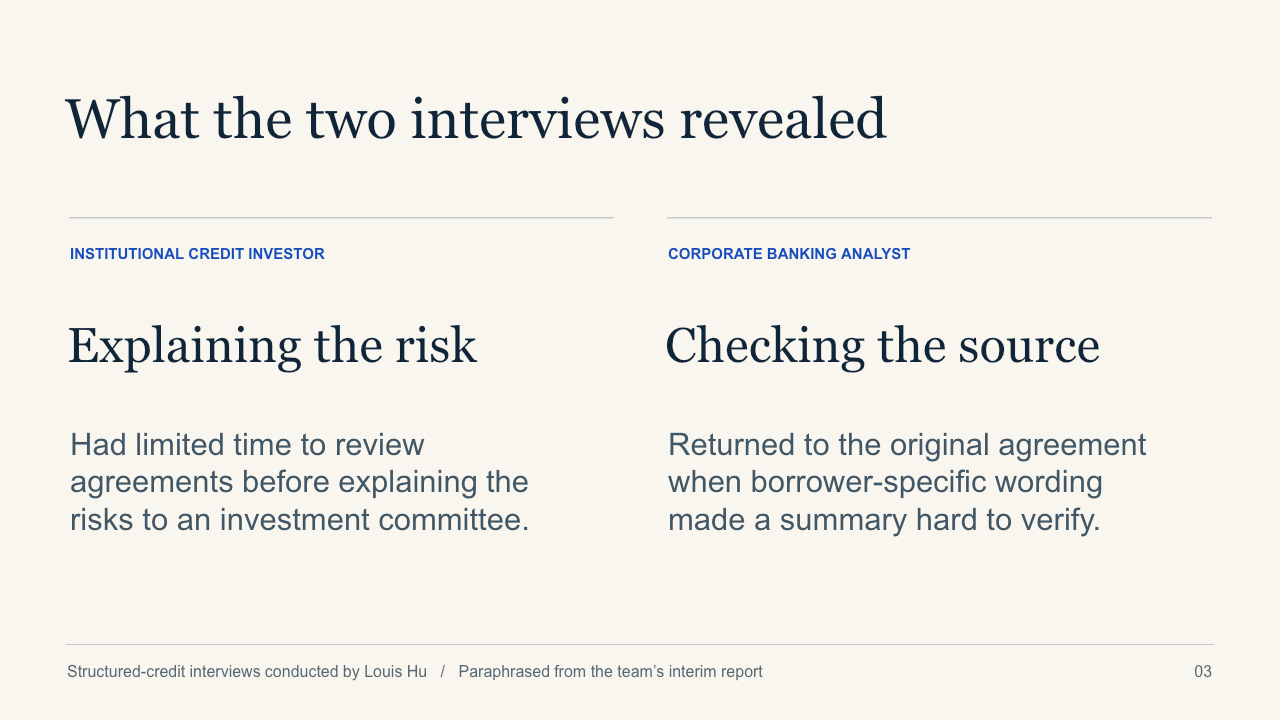 What the two interviews revealed
INSTITUTIONAL CREDIT INVESTOR
Explaining the risk
Had limited time to review
agreements before explaining the
risks to an investment committee.
CORPORATE BANKING ANALYST
Checking the source
Returned to the original agreement
when borrower-specific wording
made a summary hard to verify.
Structured-credit interviews conducted by Louis Hu / Paraphrased from the team’s interim report
03